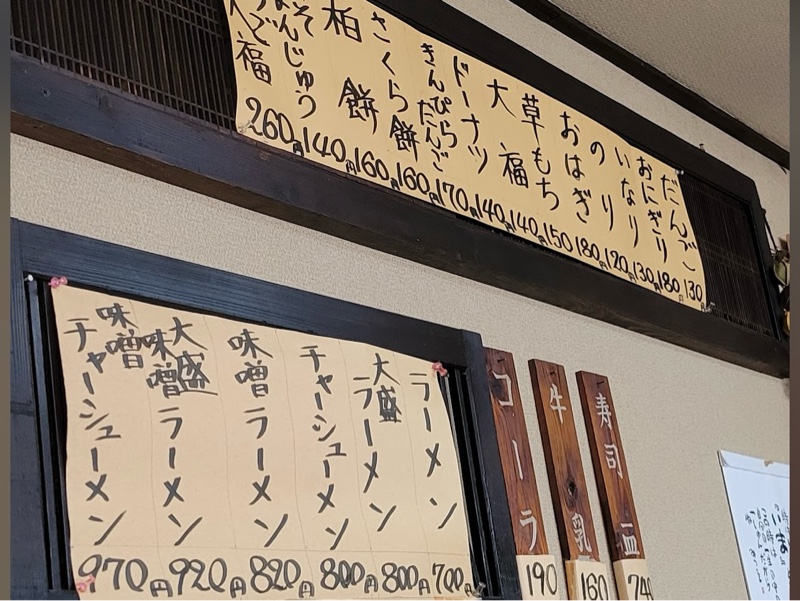 だんご 130円
おにぎり 180円
いなり 130円
のり 120円
おはぎ 180円
草もち 150円
大福 140円
ドーナツ 140円
きんぴらだんご 170円
さくら餅 160円
柏餅 160円
そまんじゅう 140円
ご大福 260円
ラーメン 700円
大盛ラーメン 800円
チャーシューメン 800円
味噌ラーメン 820円
大盛味噌ラーメン 920円
味噌チャーシューメン 970円
寿司一皿 740
牛乳 160
コーラ 190